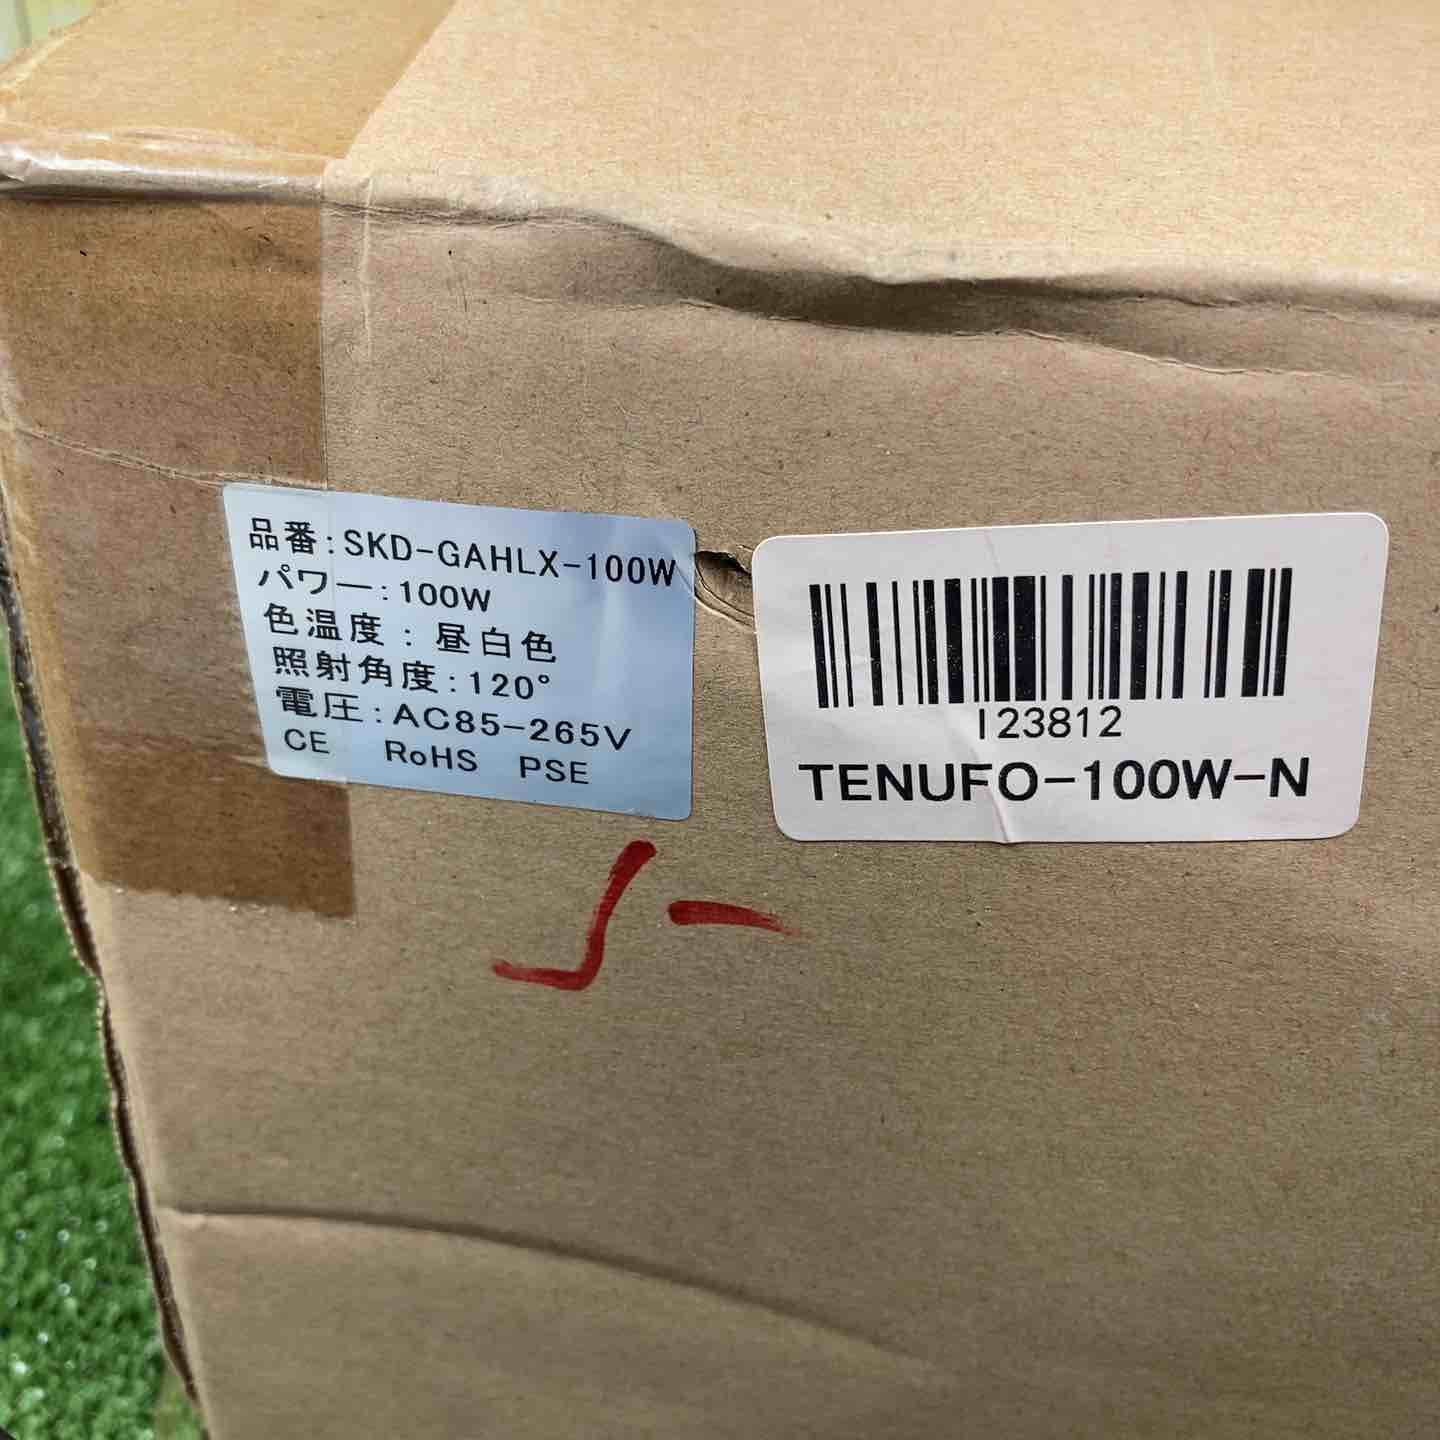 品番:SKD-GAHLX-100W
パワー:100W
色温度:昼白色
照射角度:120°
電圧:AC85-265V
CE RoHS PSE
123812
TENUFO-100W-N